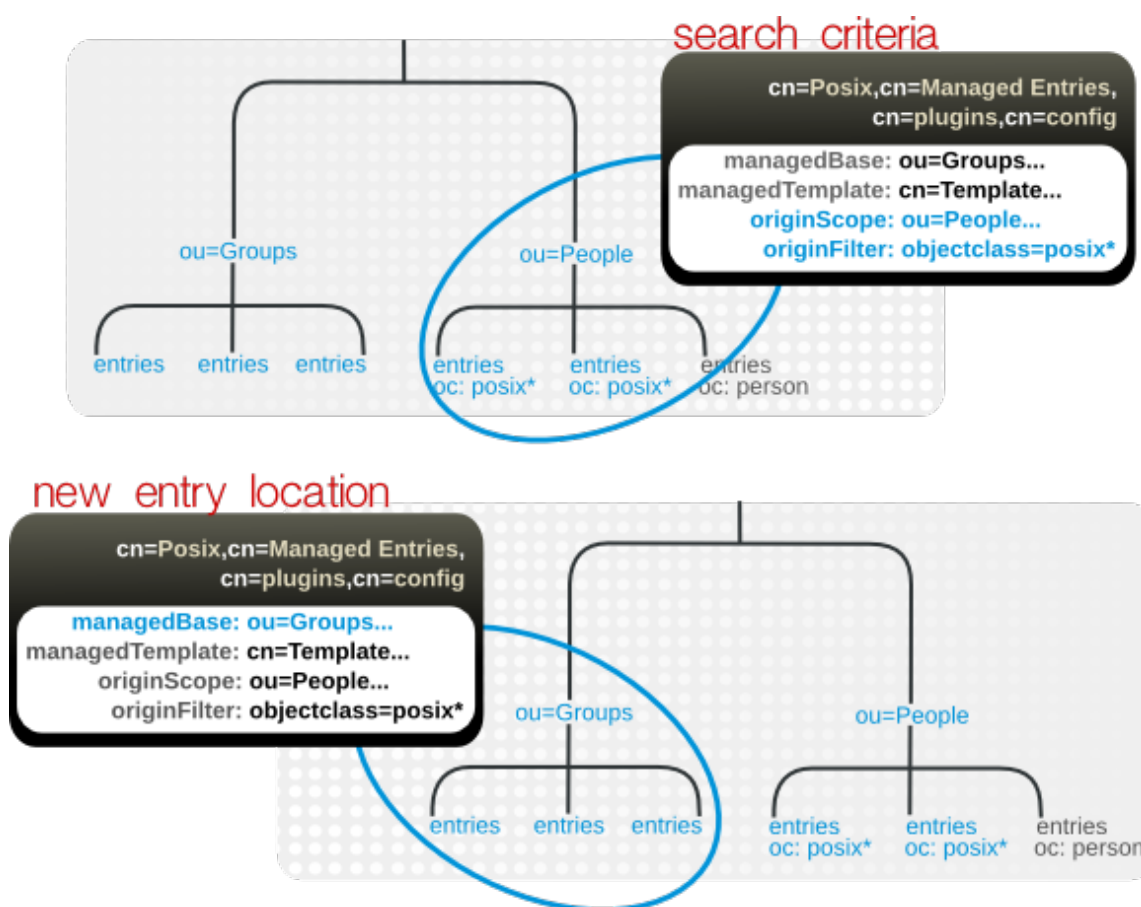 search criteria
cn=Posix,cn=Managed Entries,
cn=plugins,cn=config
managedBase: ou=Groups...
managedTemplate: cn=Template...
originScope: ou=People...
originFilter: objectclass=posix*
ou=Groups
ou=People
entries entries entries
entries entries entries
oc: posix* oc: posix* oc: person
new entry location
cn=Posix,cn=Managed Entries,
cn=plugins,cn=config
managedBase: ou=Groups...
managedTemplate: cn=Template...
originScope: ou=People...
originFilter: objectclass=posix*
ou=Groups
ou=People
entries entries entries
entries entries entries
oc: posix* oc: posix* oc: person